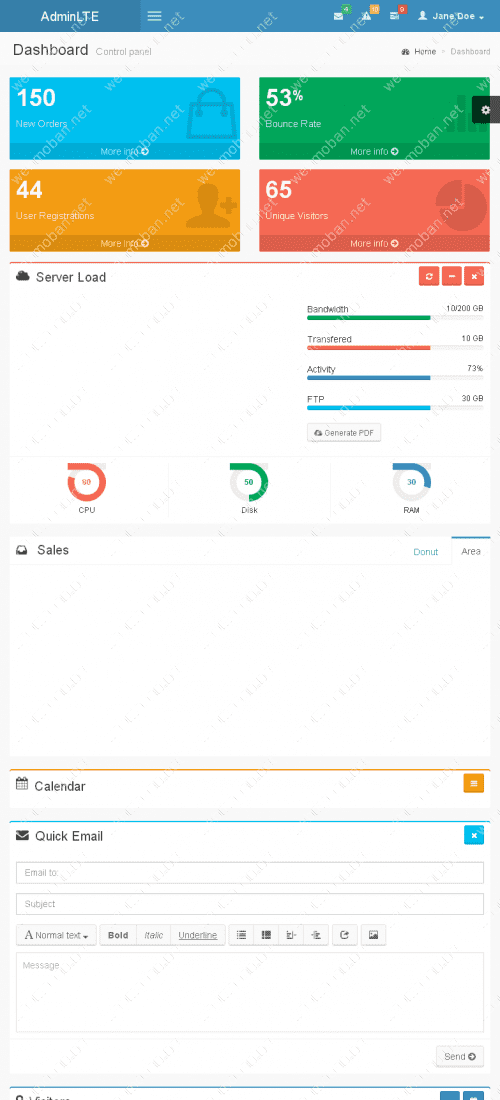 AdminLTE
4
10
9
Jane Doe
Dashboard Control panel
Home > Dashboard
150
New Orders
More info
53%
Bounce Rate
More info
44
User Registrations
More info
65
Unique Visitors
More info
Server Load
Bandwidth 10/200 GB
Transfered 10 GB
Activity 73%
FTP 30 GB
Generate PDF
80
CPU
50
Disk
30
RAM
Sales
Donut
Area
Calendar
Quick Email
Email to:
Subject
A Normal text Bold Italic Underline
Message
Send
Visitors